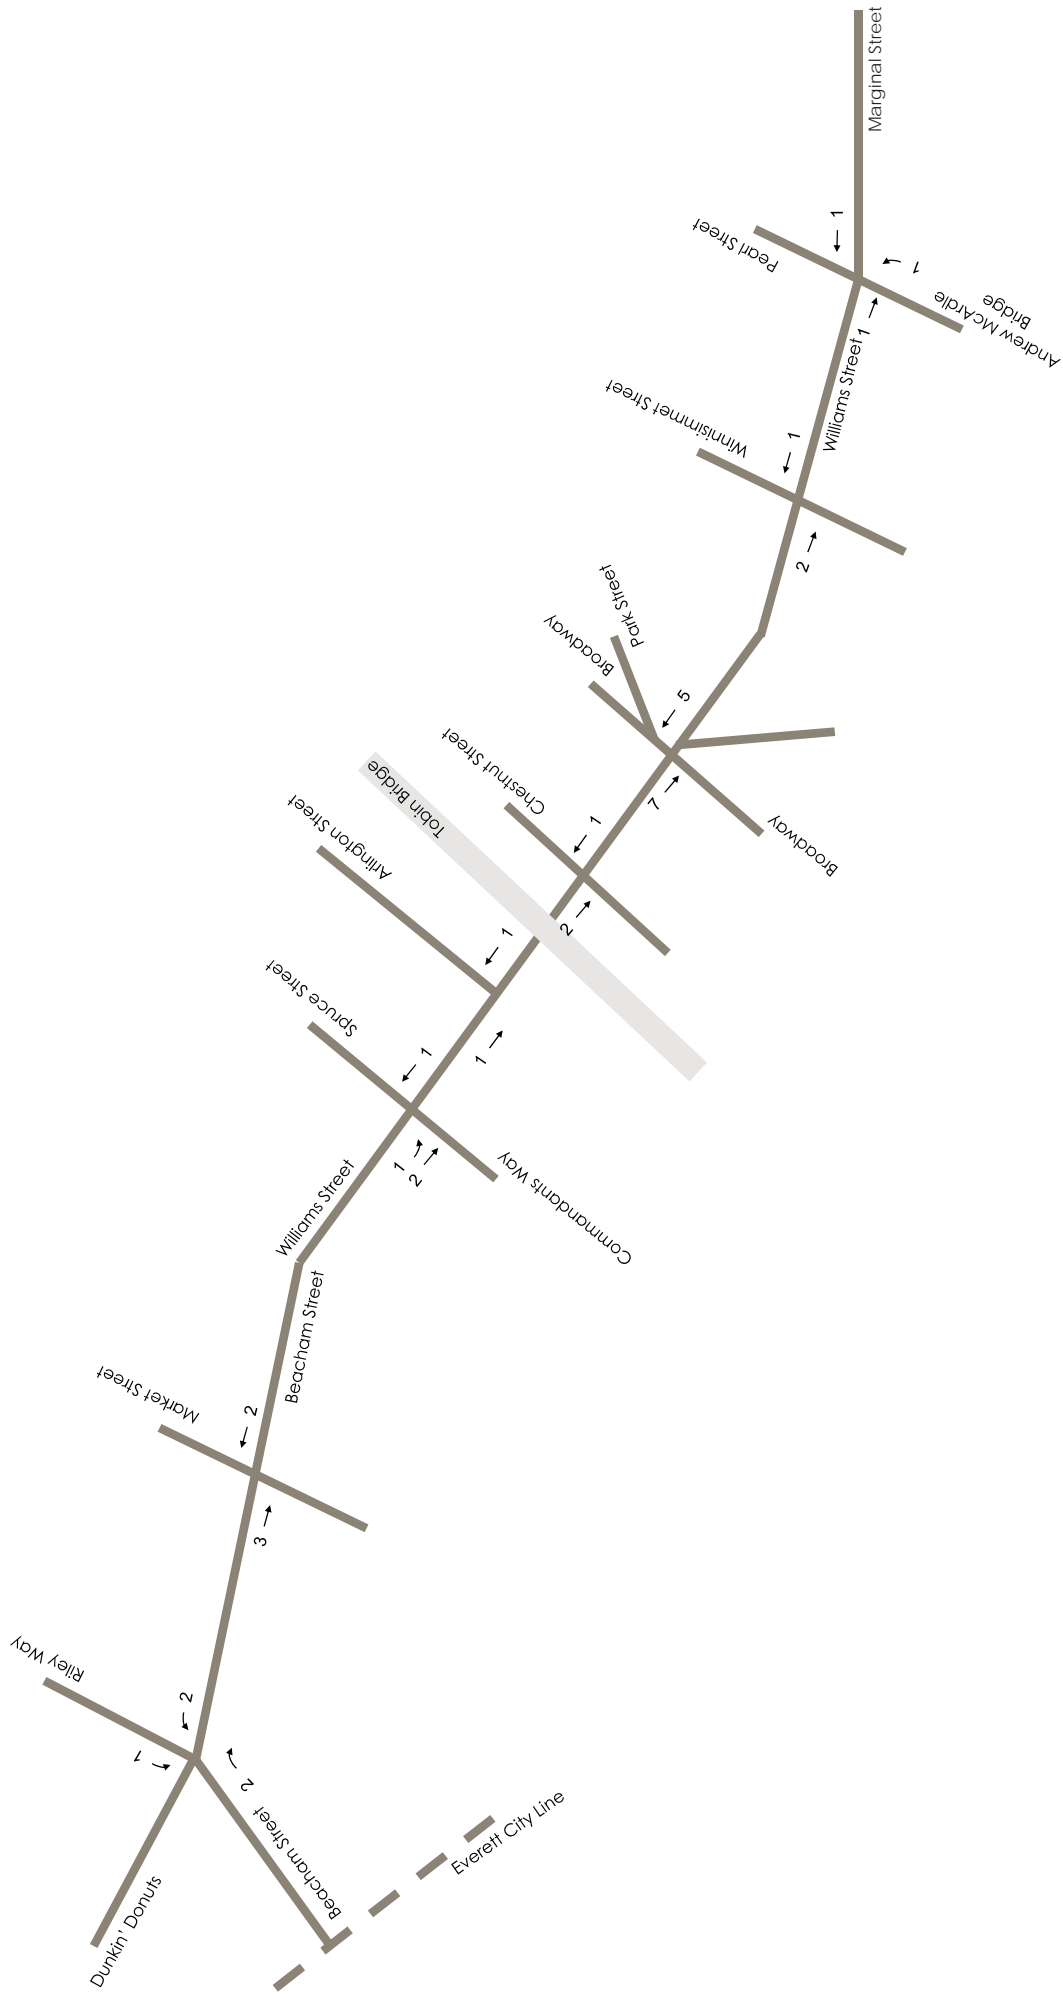 Marginal Street
1
Pearl Street
1
Andrew McArdle
Bridge
1
Williams Street
Winnisimmet Street
1
2
Park Street
Broadway
5
7
Broadway
Chestnut Street
1
2
Tobin Bridge
Arlington Street
1
1
Spruce Street
1
1
2
Commandants Way
Williams Street
Beacham Street
Market Street
2
3
Riley Way
2
1
2
Beacham Street
Everett City Line
Dunkin' Donuts